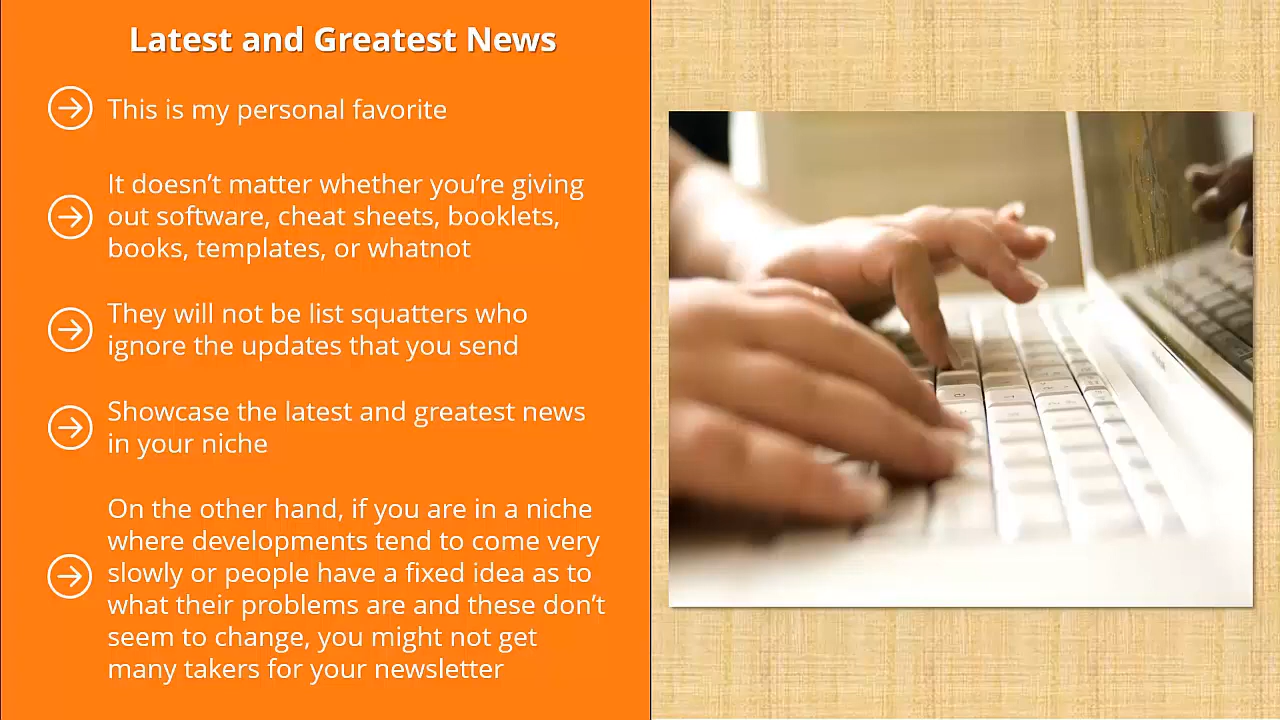 Latest and Greatest News
This is my personal favorite
It doesn’t matter whether you’re giving
out software, cheat sheets, booklets,
books, templates, or whatnot
They will not be list squatters who
ignore the updates that you send
Showcase the latest and greatest news
in your niche
On the other hand, if you are in a niche
where developments tend to come very
slowly or people have a fixed idea as to
what their problems are and these don’t
seem to change, you might not get
many takers for your newsletter